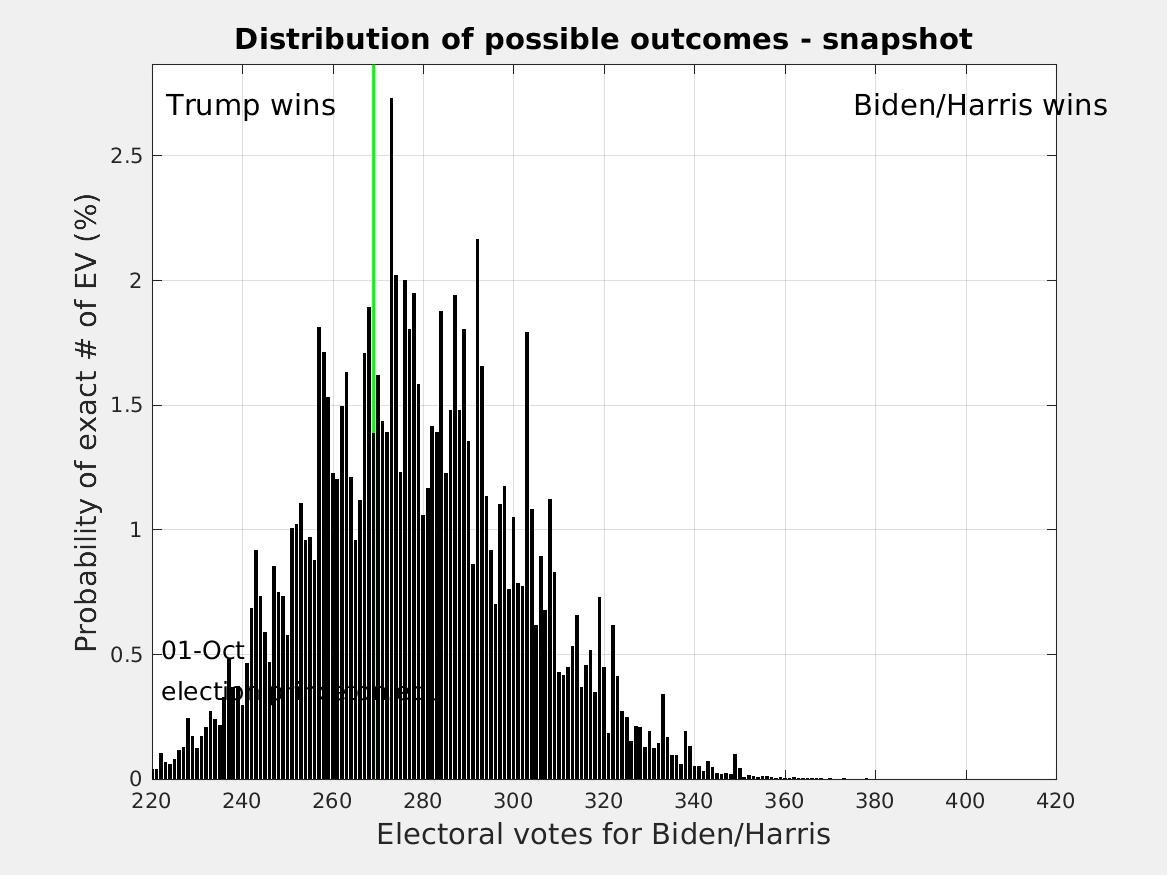 Distribution of possible outcomes - snapshot
Trump wins
Biden/Harris wins
2.5
2
1.5
1
0.5
0
Probability of exact # of EV (%)
01-Oct
220
240
260
280
300
320
340
360
380
400
420
Electoral votes for Biden/Harris